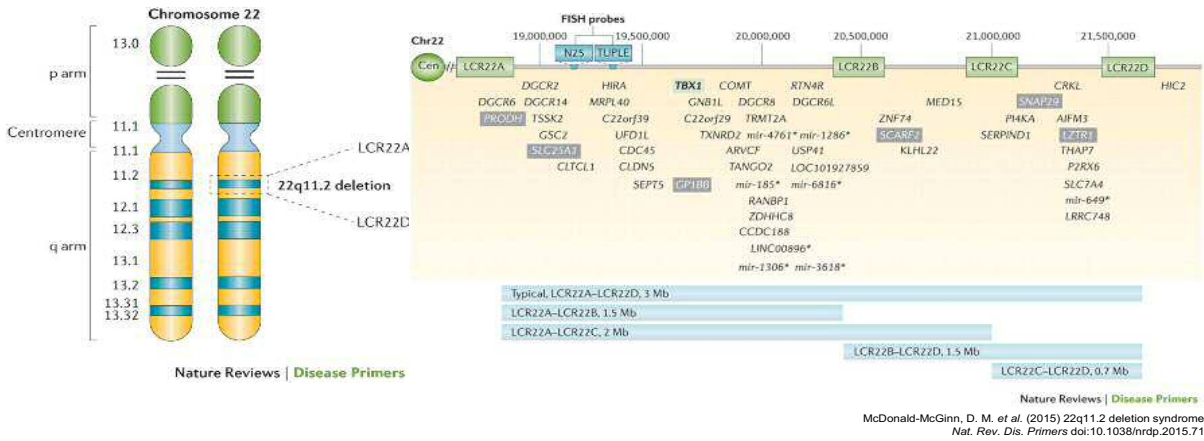 Chromosome 22
13.0
p arm
Centromere
11.1
11.1
11.2
12.1
12.3
q arm
13.1
13.2
13.31
13.32
LCR22A
22q11.2 deletion
LCR22D
Nature Reviews | Disease Primers
FISH probes
Chr22
19,000,000 19,500,000 20,000,000 20,500,000 21,000,000 21,500,000
N25 TUPLE
Cen // LCR22A LCR22B LCR22C LCR22D
DGCR2 HIRA TBX1 COMT RTN4R CRKL HIC2
DGCR6 DGCR14 MRPL40 GNB1L DGCR8 DGCR6L MED15 SNAP29
PRODH TSSK2 C22orf39 C22orf29 TRMT2A ZNF74 PI4KA AIFM3
GSC2 UFD1L TXNRD2 mir-4761* mir-1286* SCARF2 SERPIND1 LZTR1
SLC25A1 CDC45 ARVCF USP41 KLHL22 THAP7
CLTCL1 CLDN5 TANGO2 LOC101927859 P2RX6
SEPT5 GP1BB mir-185* mir-6816* SLC7A4
RANBP1 mir-649*
ZDHHC8 LRRC748
CCDC188
LINC00896*
mir-1306* mir-3618*
Typical, LCR22A–LCR22D, 3 Mb
LCR22A–LCR22B, 1.5 Mb
LCR22A–LCR22C, 2 Mb
LCR22B–LCR22D, 1.5 Mb
LCR22C–LCR22D, 0.7 Mb
Nature Reviews | Disease Primers
McDonald-McGinn, D. M. et al. (2015) 22q11.2 deletion syndrome
Nat. Rev. Dis. Primers doi:10.1038/nrdp.2015.71